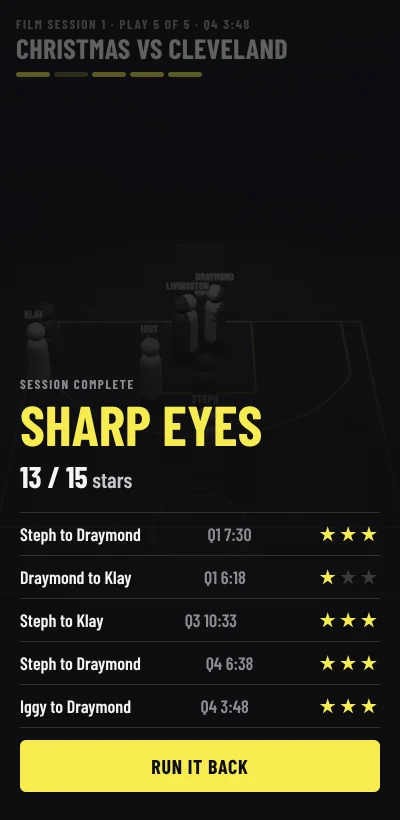 FILM SESSION 1 · PLAY 5 OF 5 · Q4 3:48
CHRISTMAS VS CLEVELAND
DRAYMOND
LIVINGSTON
KLAY
IGGY
SESSION COMPLETE
STEPH
SHARP EYES
13 / 15 stars
Steph to Draymond Q1 7:30 ★★★
Draymond to Klay Q1 6:18 ★★★
Steph to Klay Q3 10:33 ★★★
Steph to Draymond Q4 6:38 ★★★
Iggy to Draymond Q4 3:48 ★★★
RUN IT BACK